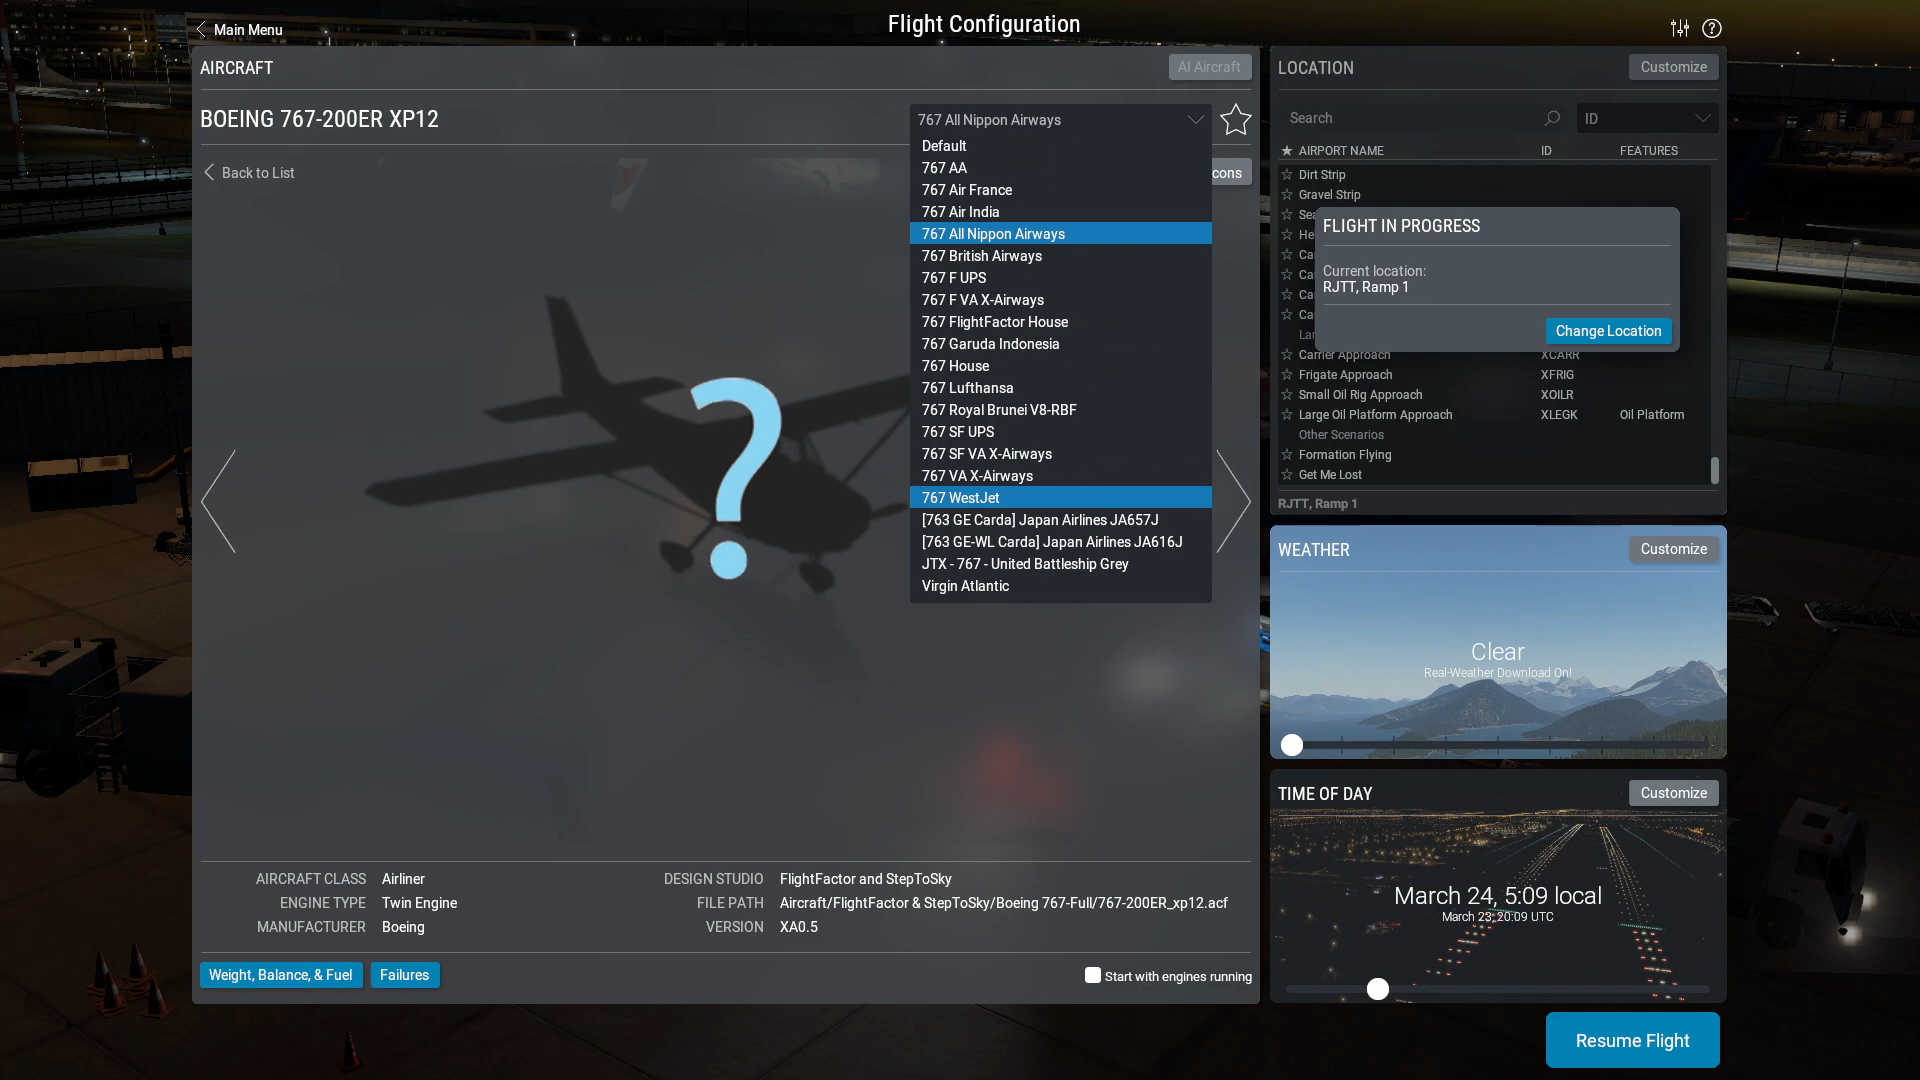 Main Menu
Flight Configuration
AIRCRAFT
AI Aircraft
BOEING 767-200ER XP12
767 All Nippon Airways
Back to List
cons
Default
767 AA
767 Air France
767 Air India
767 All Nippon Airways
767 British Airways
767 F UPS
767 F VA X-Airways
767 FlightFactor House
767 Garuda Indonesia
767 House
767 Lufthansa
767 Royal Brunei V8-RBF
767 SF UPS
767 SF VA X-Airways
767 VA X-Airways
767 WestJet
[763 GE Carda] Japan Airlines JA657J
[763 GE-WL Carda] Japan Airlines JA616J
JTX - 767 - United Battleship Grey
Virgin Atlantic
?
AIRCRAFT CLASS Airliner
ENGINE TYPE Twin Engine
MANUFACTURER Boeing
DESIGN STUDIO FlightFactor and StepToSky
FILE PATH Aircraft/FlightFactor & StepToSky/Boeing 767-Full/767-200ER_xp12.acf
VERSION XA0.5
Weight, Balance, & Fuel
Failures
Start with engines running
LOCATION
Customize
Search
ID
AIRPORT NAME ID FEATURES
Dirt Strip
Gravel Strip
Sea
He
Ca
Ca
Ca
Ca
Lar
FLIGHT IN PROGRESS
Current location:
RJTT, Ramp 1
Change Location
Carrier Approach XCARR
Frigate Approach XFRIG
Small Oil Rig Approach XOILR
Large Oil Platform Approach XLEGK Oil Platform
Other Scenarios
Formation Flying
Get Me Lost
RJTT, Ramp 1
WEATHER
Customize
Clear
Real-Weather Download On!
TIME OF DAY
Customize
March 24, 5:09 local
March 23, 20:09 UTC
Resume Flight